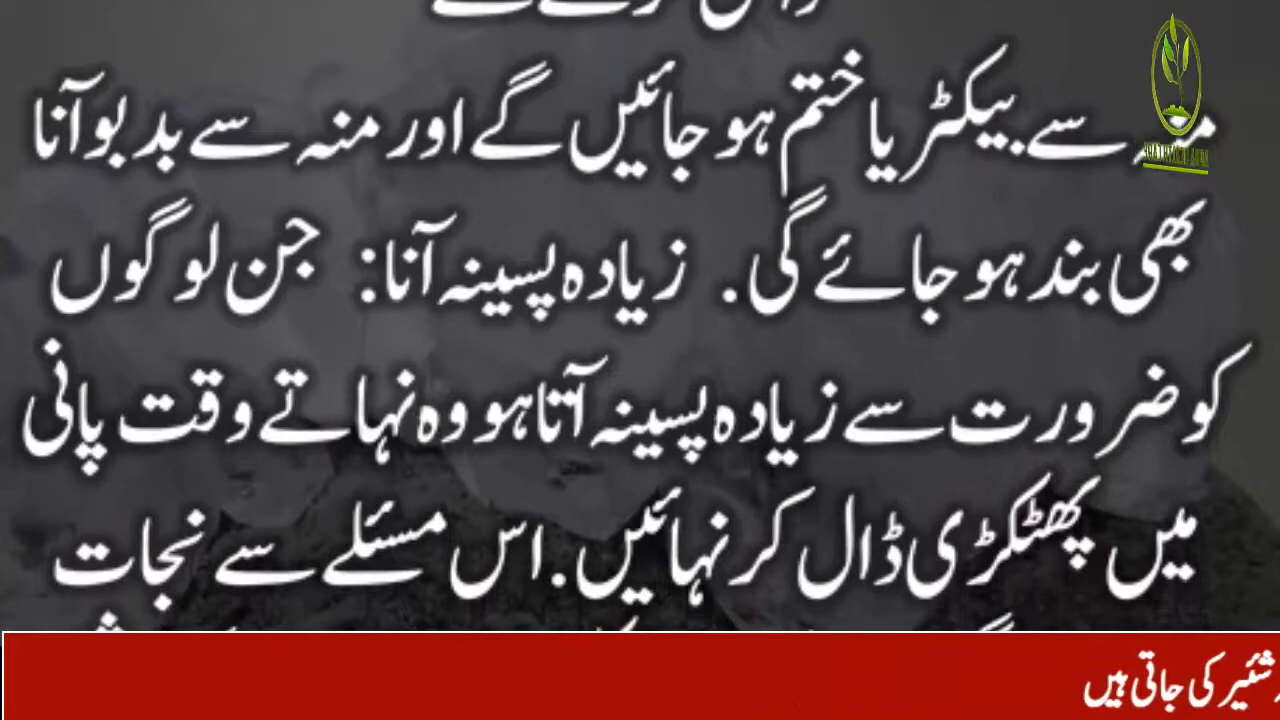 منہ سے بیکٹریا ختم ہو جائیں گے اور منہ سے بدبو آنا
بھی بند ہو جائے گی. زیادہ پسینہ آنا: جن لوگوں
کو ضرورت سے زیادہ پسینہ آتا ہو وہ نہاتے وقت پانی
میں پھٹکڑی ڈال کر نہائیں. اس مسئلے سے نجات
شئیر کی جاتی ہیں